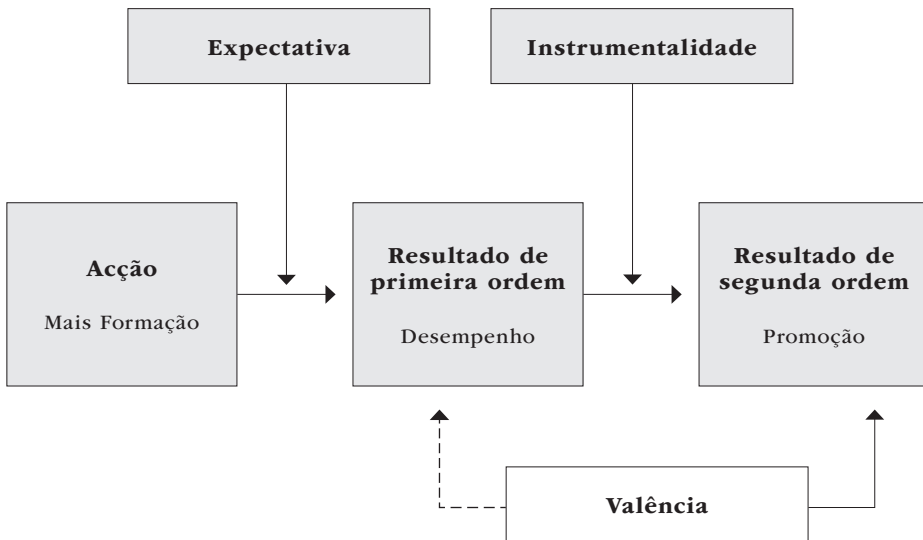 Expectativa
Instrumentalidade
Acção
Mais Formação
Resultado de
primeira ordem
Desempenho
Resultado de
segunda ordem
Promoção
Valência